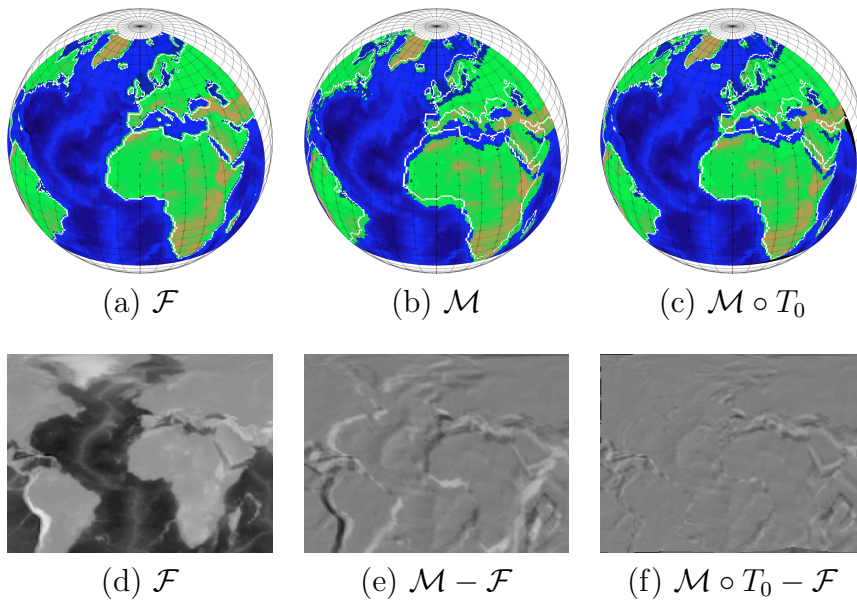 (a) ℱ
(b) ℳ
(c) ℳ ∘ T₀
(d) ℱ
(e) ℳ − ℱ
(f) ℳ ∘ T₀ − ℱ